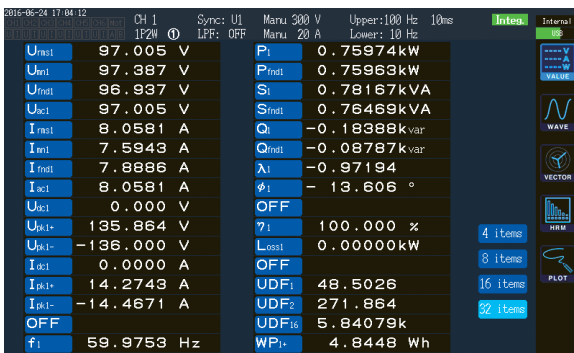 2016-06-24 17:04:12
CH 1 Sync: U1 Manu 300 V Upper:100 Hz 10ms Integ. Internal
1P2W ① LPF: OFF Manu 20 A Lower: 10 Hz USB
Urms1 97.005 V P1 0.75974kW
Umn1 97.387 V Pfnd1 0.75963kW
Ufnd1 96.937 V S1 0.78167kVA
Uac1 97.005 V Sfnd1 0.76469kVA
Irms1 8.0581 A Q1 -0.18388kvar
Imn1 7.5943 A Qfnd1 -0.08787kvar
Ifnd1 7.8886 A λ1 -0.97194
Iac1 8.0581 A ϕ1 - 13.606 °
Udc1 0.000 V OFF
Upk1+ 135.864 V η1 100.000 %
Upk1- -136.000 V Loss1 0.00000kW
Idc1 0.0000 A OFF
Ipk1+ 14.2743 A UDF1 48.5026
Ipk1- -14.4671 A UDF2 271.864
OFF UDF16 5.84079k
f1 59.9753 Hz WP1+ 4.8448 Wh
4 items
8 items
16 items
32 items
V
A
W
VALUE
WAVE
VECTOR
HRM
PLOT